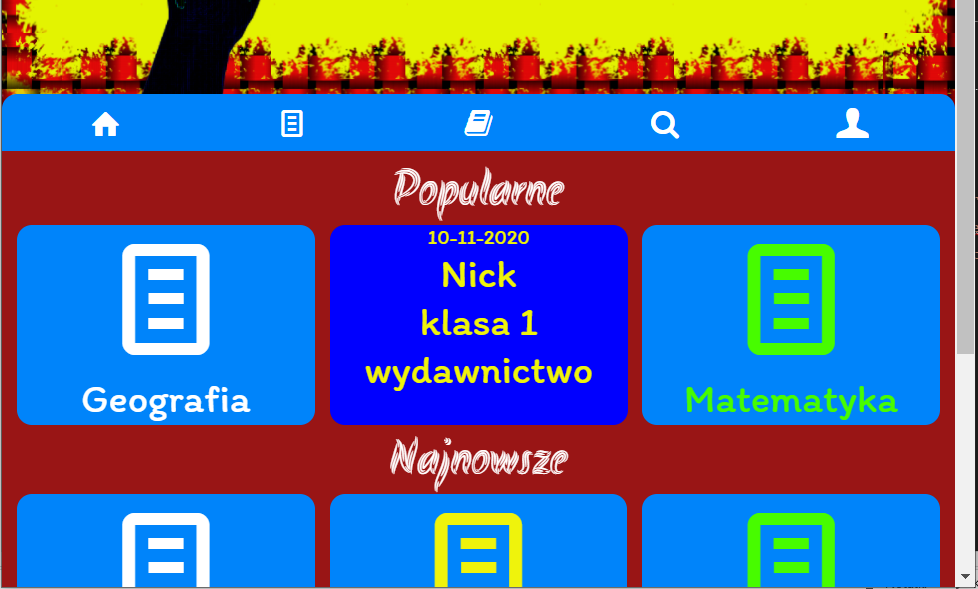 Popularne
10-11-2020
Nick
klasa 1
wydawnictwo
Geografia
Matematyka
Najnowsze